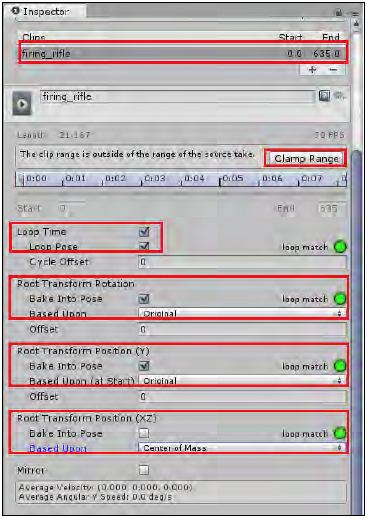 Inspector
Clips Start End
firing_rifle 0.0 635.0
+ −
firing_rifle
Length 21.167 30 FPS
The clip range is outside of the range of the source take.
Clamp Range
0:00 0:01 0:02 0:03 0:04 0:05 0:06 0:07
Start 0 End 635
Loop Time
Loop Pose loop match
Cycle Offset 0
Root Transform Rotation
Bake Into Pose loop match
Based Upon Original
Offset 0
Root Transform Position (Y)
Bake Into Pose loop match
Based Upon (at Start) Original
Offset 0
Root Transform Position (XZ)
Bake Into Pose loop match
Based Upon Center of Mass
Mirror
Average Velocity: (0.000, 0.000, 0.000)
Average Angular Y Speed: 0.0 deg/s